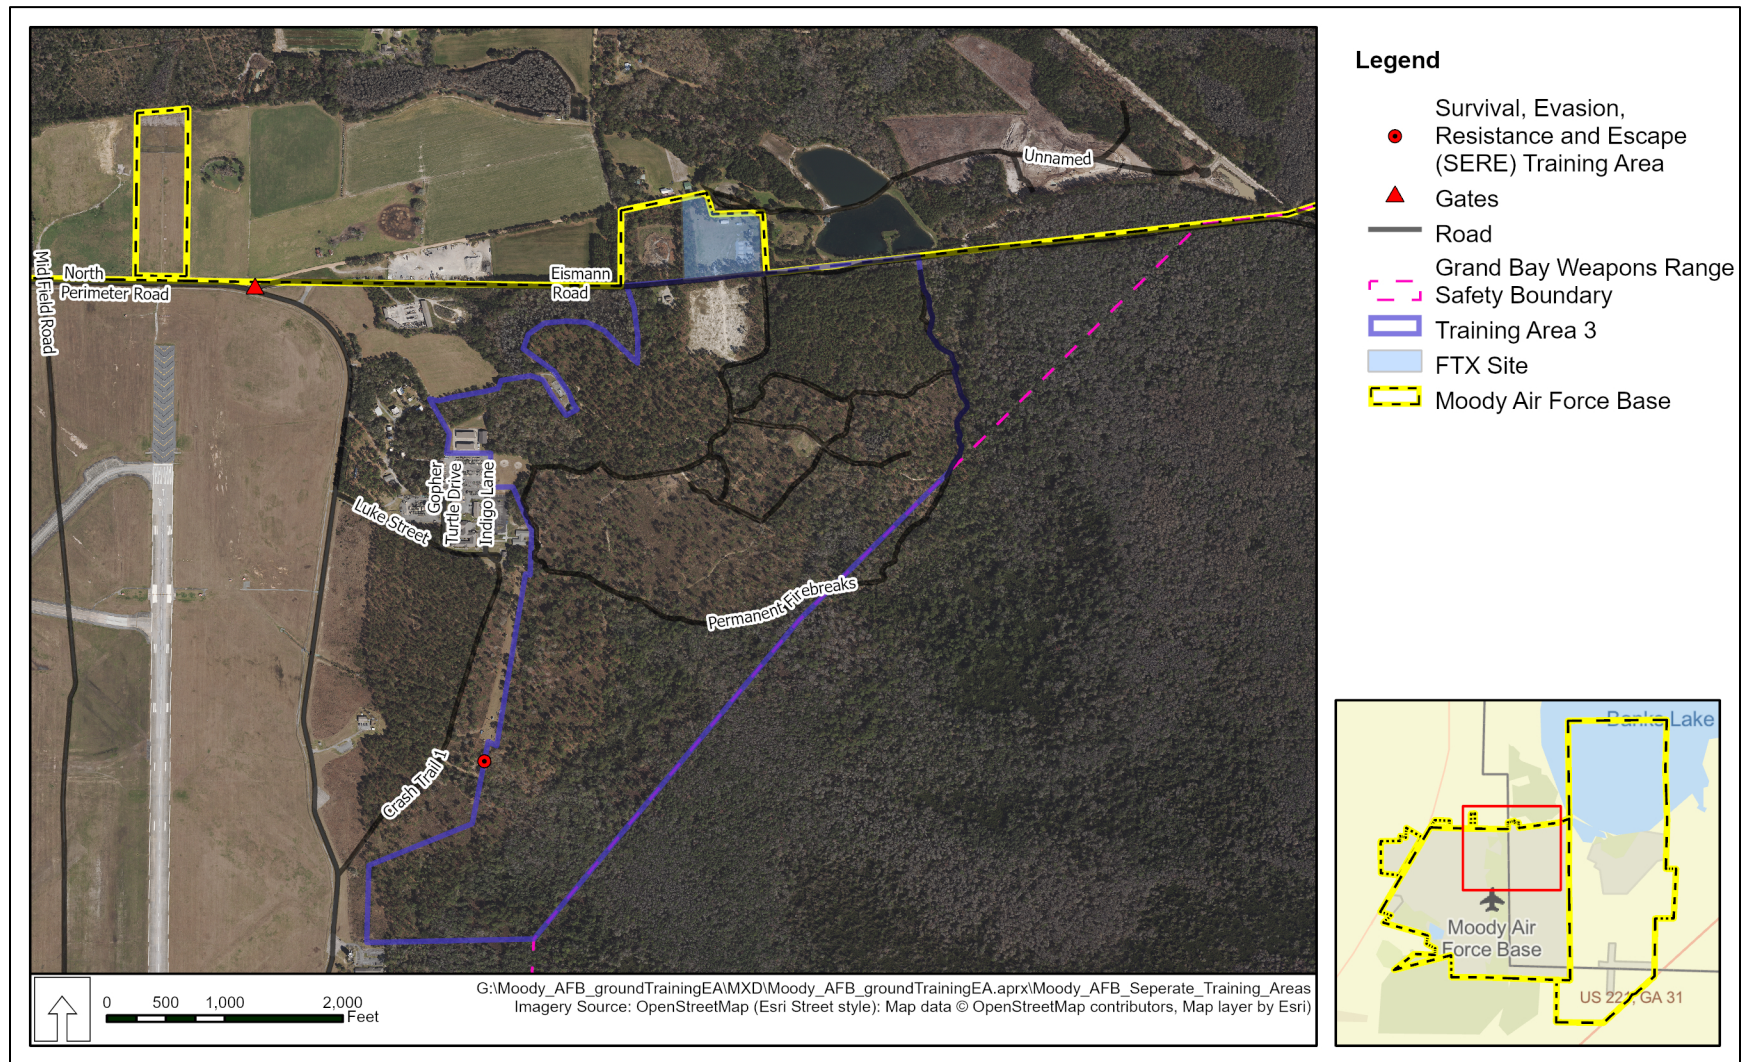 Legend
Survival, Evasion,
Resistance and Escape
(SERE) Training Area
Gates
Road
Grand Bay Weapons Range
Safety Boundary
Training Area 3
FTX Site
Moody Air Force Base
Unnamed
North
Perimeter Road
Eismann
Road
Mid Field Road
Gopher
Turtle Drive
Indigo Lane
Luke Street
Permanent Firebreaks
Crash Trail 1
Banks Lake
Moody Air
Force Base
US 221, GA 31
0 500 1,000 2,000
Feet
G:\Moody_AFB_groundTrainingEA\MXD\Moody_AFB_groundTrainingEA.aprx\Moody_AFB_Seperate_Training_Areas
Imagery Source: OpenStreetMap (Esri Street style): Map data © OpenStreetMap contributors, Map layer by Esri)